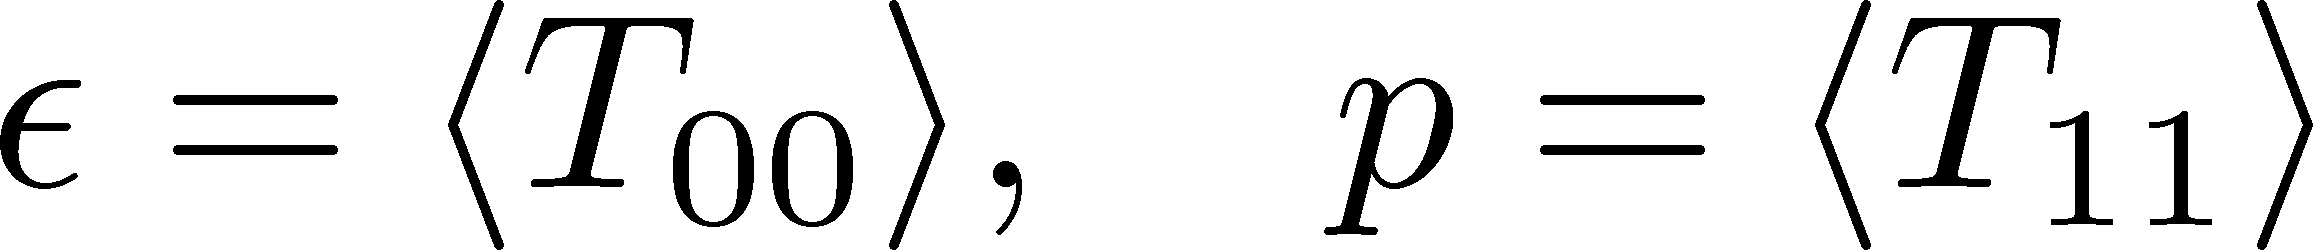 ϵ = ⟨T₀₀⟩, p = ⟨T₁₁⟩